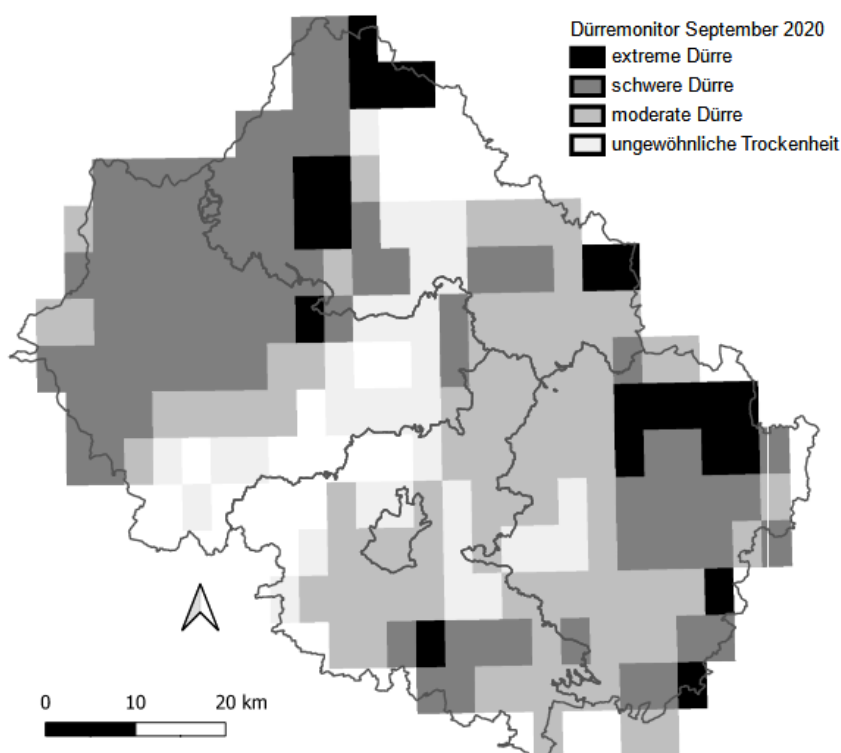 Dürremonitor September 2020
extreme Dürre
schwere Dürre
moderate Dürre
ungewöhnliche Trockenheit
0 10 20 km